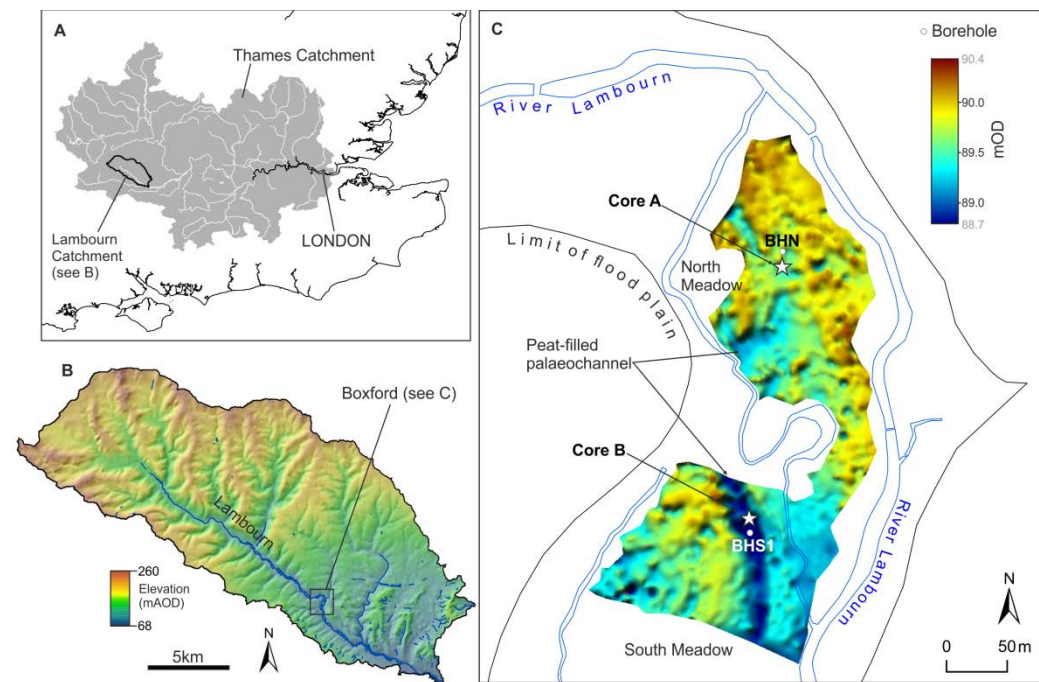 A
Thames Catchment
Lambourn
Catchment
(see B)
LONDON
B
Boxford (see C)
Lambourn
260
Elevation
(mAOD)
68
N
5km
C
Borehole
90.4
90.0
89.5
89.0
88.7
mOD
River Lambourn
Core A
BHN
North
Meadow
Limit of flood plain
Peat-filled
palaeochannel
Core B
BHS1
River Lambourn
South Meadow
N
0 50 m